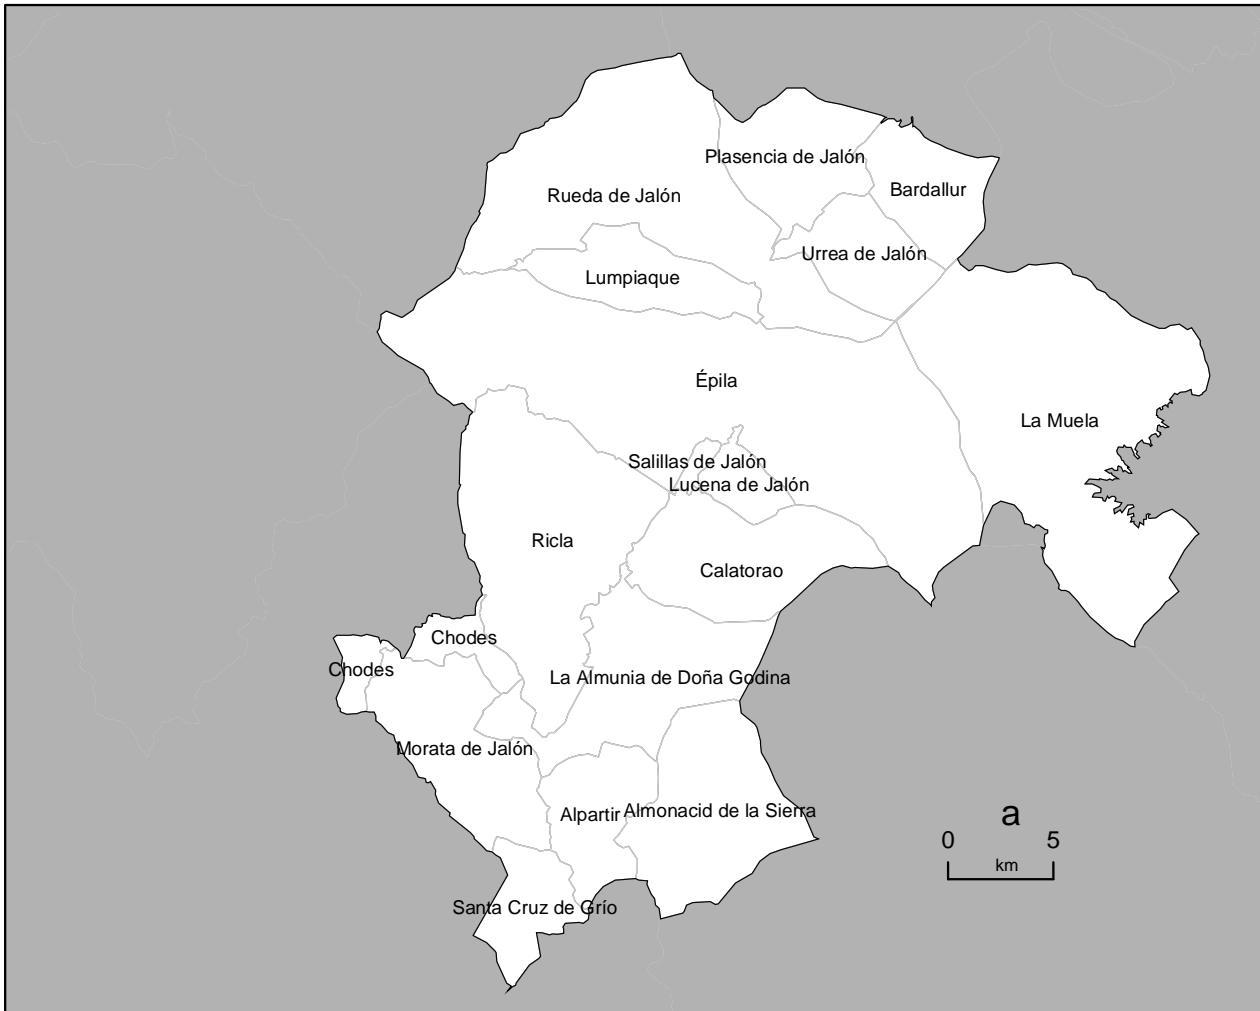 Plasencia de Jalón
Bardallur
Rueda de Jalón
Urrea de Jalón
Lumpiaque
Épila
La Muela
Salillas de Jalón
Lucena de Jalón
Ricla
Calatorao
Chodes
Chodes
La Almunia de Doña Godina
Morata de Jalón
Alpartir
Almonacid de la Sierra
a
0 5
km
Santa Cruz de Grío